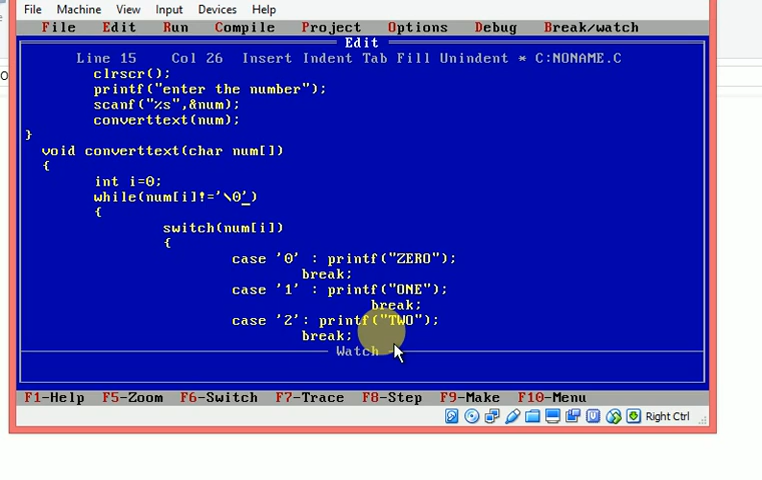 File Machine View Input Devices Help
File Edit Run Compile Project Options Debug Break/watch
Edit
Line 15 Col 26 Insert Indent Tab Fill Unindent * C:NONAME.C
clrscr();
printf("enter the number");
scanf("%s",&num);
converttext(num);
}
void converttext(char num[])
{
int i=0;
while(num[i]!='\0'_)
{
switch(num[i])
{
case '0' : printf("ZERO");
break;
case '1' : printf("ONE");
break;
case '2': printf("TWO");
break;
Watch
F1-Help F5-Zoom F6-Switch F7-Trace F8-Step F9-Make F10-Menu
Right Ctrl